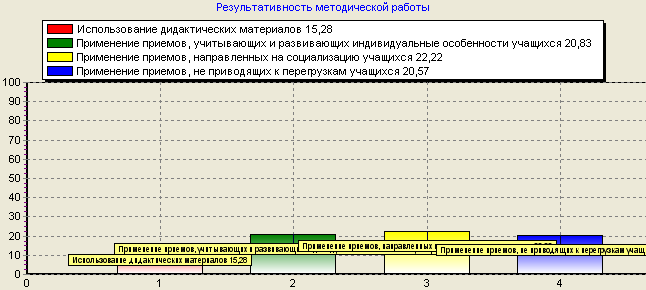 Результативность методической работы
Использование дидактических материалов 15,28
Применение приемов, учитывающих и развивающих индивидуальные особенности учащихся 20,83
Применение приемов, направленных на социализацию учащихся 22,22
Применение приемов, не приводящих к перегрузкам учащихся 20,57
100
90
80
70
60
50
40
30
20
10
0
Применение приемов, учитывающих и развивающ
Применение приемов, направленных
Применение приемов, не приводящих к перегрузкам учащ
Использование дидактических материалов 15,28
0 1 2 3 4